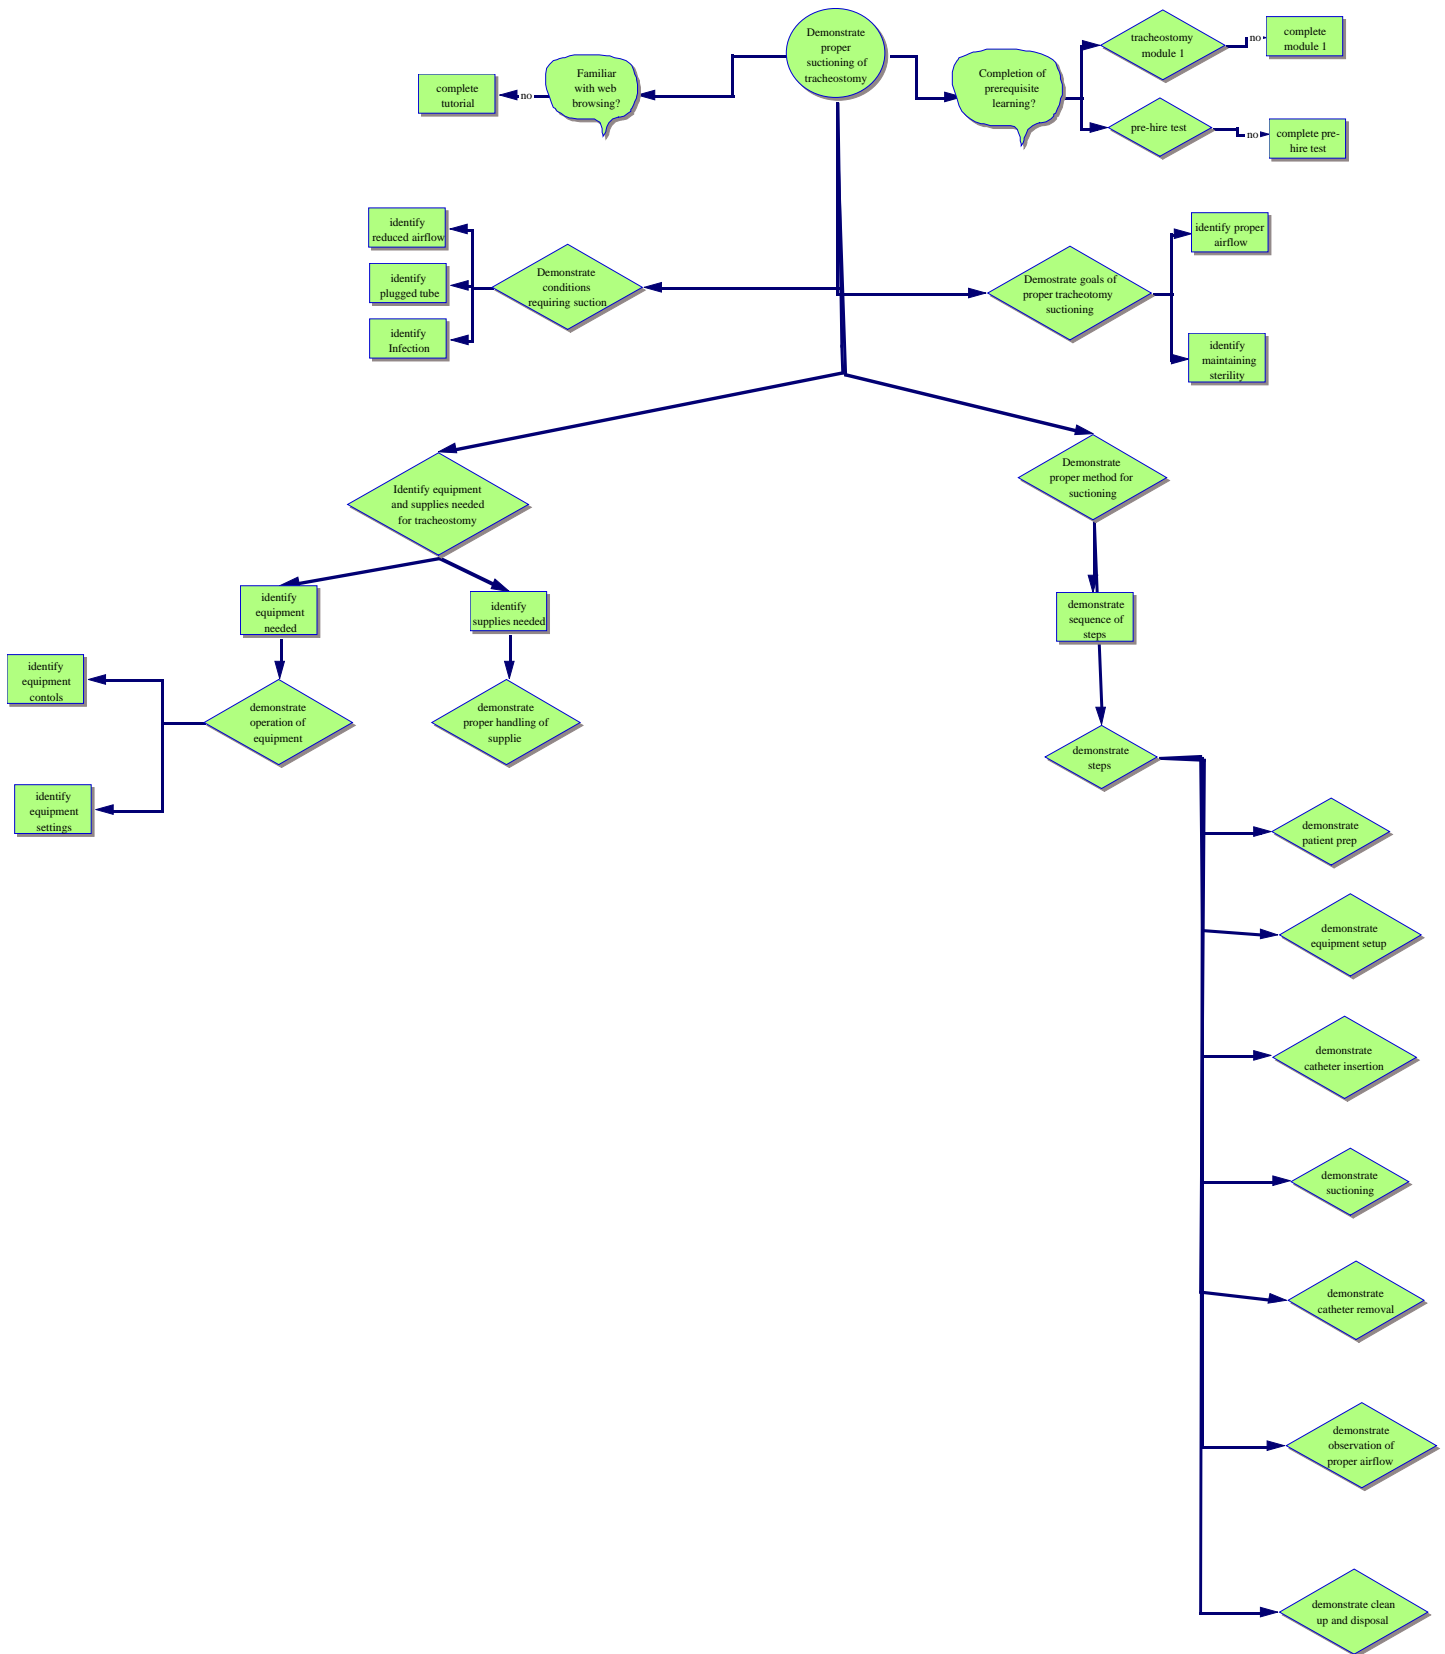 Demonstrate
proper
suctioning of
tracheostomy
Familiar
with web
browsing?
no
complete
tutorial
Completion of
prerequisite
learning?
tracheostomy
module 1
no
complete
module 1
pre-hire test
no
complete pre-
hire test
identify
reduced airflow
identify
plugged tube
identify
Infection
Demonstrate
conditions
requiring suction
Demostrate goals of
proper tracheotomy
suctioning
identify proper
airflow
identify
maintaining
sterility
Identify equipment
and supplies needed
for tracheostomy
Demonstrate
proper method for
suctioning
identify
equipment
needed
identify
supplies needed
demonstrate
sequence of
steps
identify
equipment
contols
demonstrate
operation of
equipment
demonstrate
proper handling of
supplie
identify
equipment
settings
demonstrate
steps
demonstrate
patient prep
demonstrate
equipment setup
demonstrate
catheter insertion
demonstrate
suctioning
demonstrate
catheter removal
demonstrate
observation of
proper airflow
demonstrate clean
up and disposal